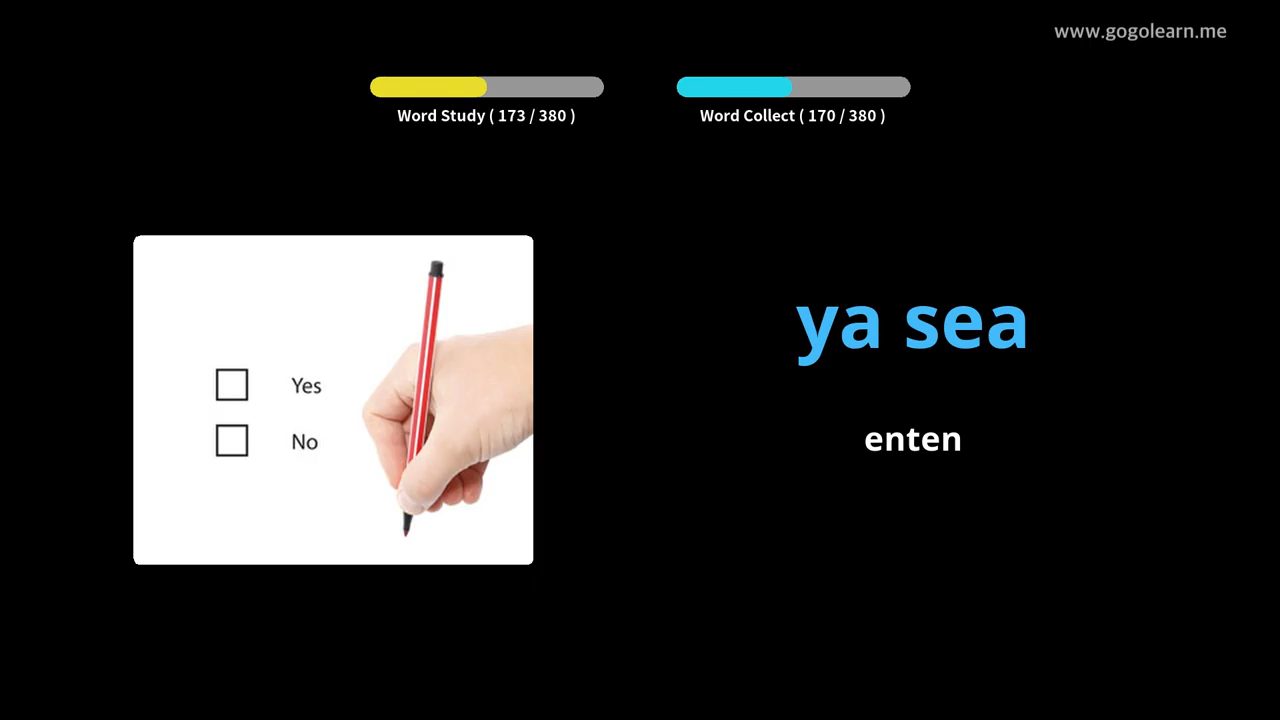 www.gogolearn.me
Word Study ( 173 / 380 )
Word Collect ( 170 / 380 )
Yes
No
ya sea
enten